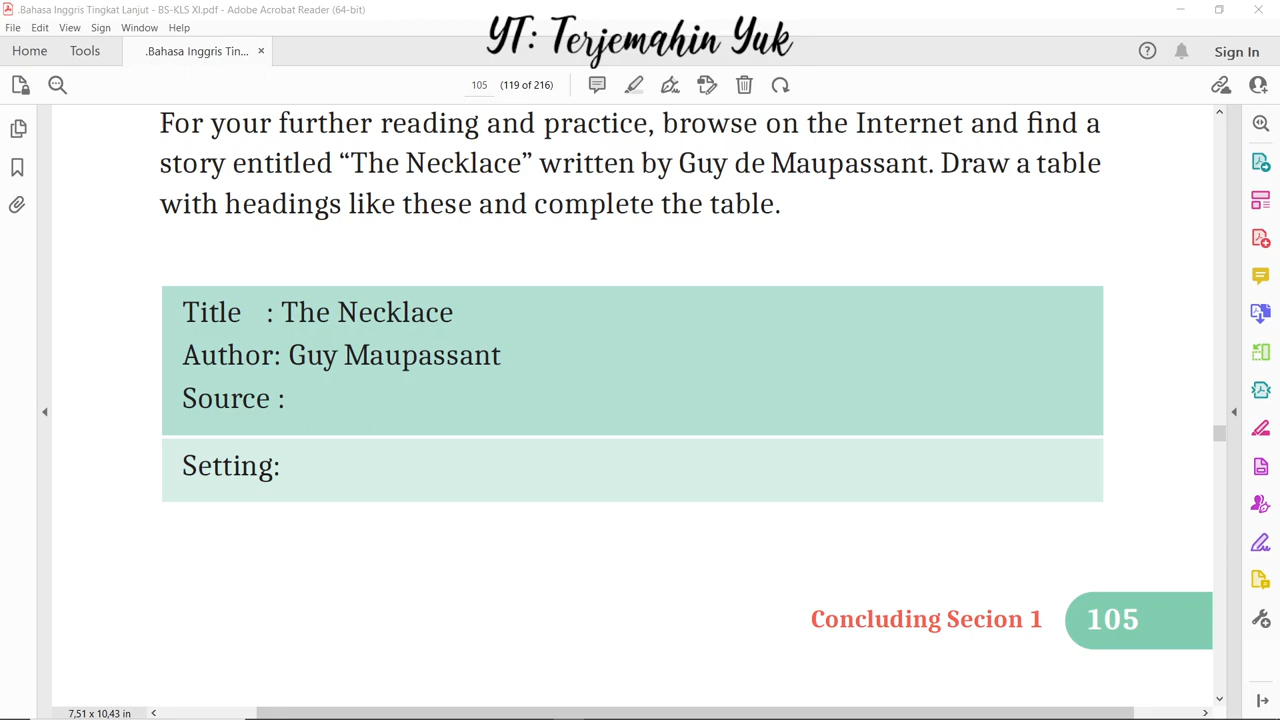 .Bahasa Inggris Tingkat Lanjut - BS-KLS XI.pdf - Adobe Acrobat Reader (64-bit)
File Edit View Sign Window Help
YT: Terjemahin Yuk
Home Tools .Bahasa Inggris Tin... × Sign In
105 (119 of 216)
For your further reading and practice, browse on the Internet and find a
story entitled “The Necklace” written by Guy de Maupassant. Draw a table
with headings like these and complete the table.
Title : The Necklace
Author: Guy Maupassant
Source :
Setting:
Concluding Secion 1 105
7,51 x 10,43 in